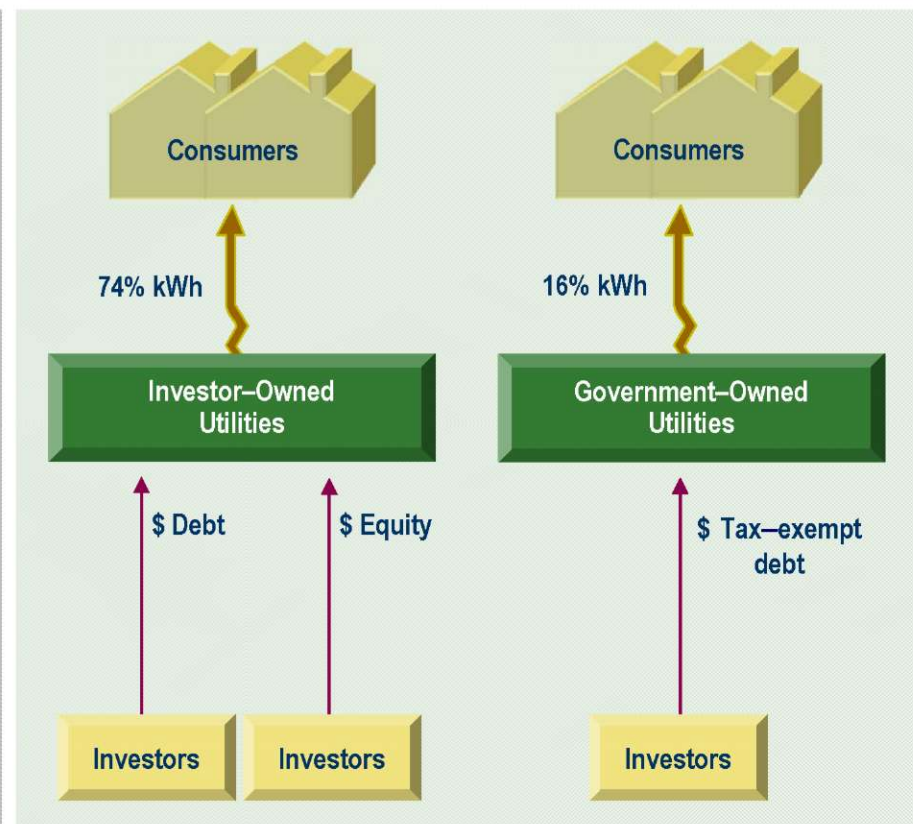 Consumers
Consumers
74% kWh
16% kWh
Investor–Owned
Utilities
Government–Owned
Utilities
$ Debt
$ Equity
$ Tax–exempt
debt
Investors
Investors
Investors